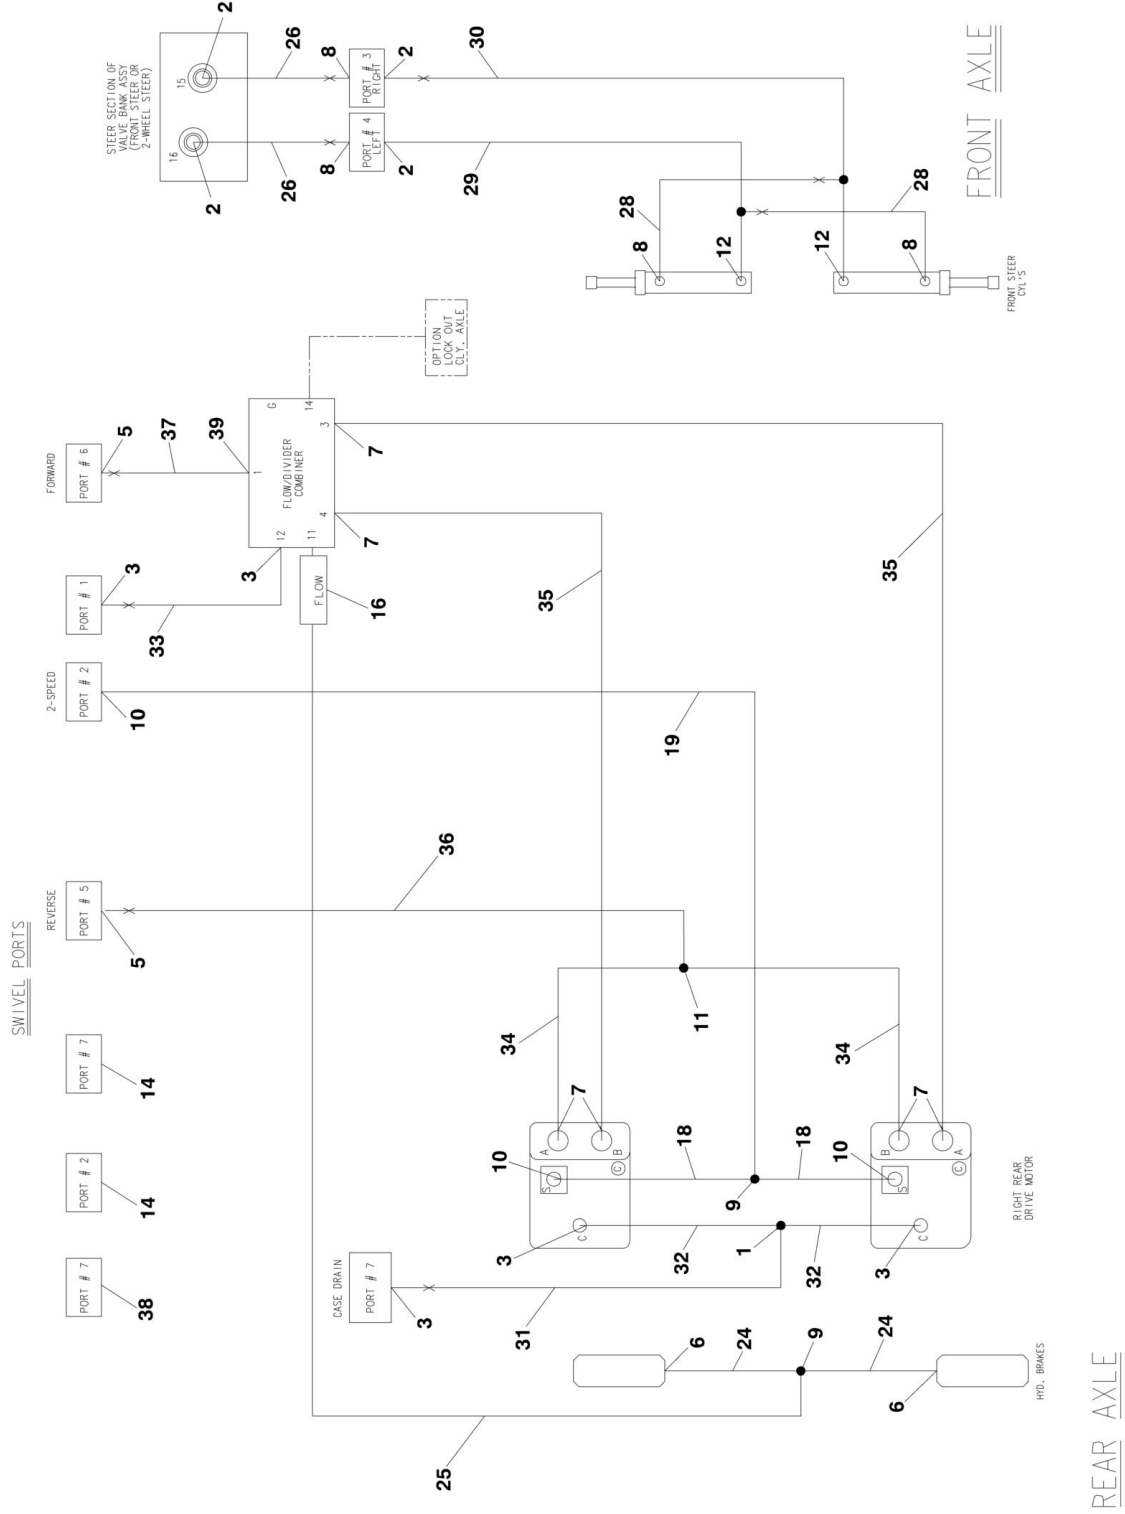 SWIVEL PORTS
PORT # 7
38
PORT # 2
14
PORT # 7
14
REVERSE
PORT # 5
5
2-SPEED
PORT # 2
10
PORT # 1
3
33
FORWARD
PORT # 6
5
37
39
STEER SECTION OF
VALVE BANK ASSY
(FRONT STEER OR
2-WHEEL STEER)
16
15
2
2
26
26
8
8
PORT # 4
LEFT
PORT # 3
RIGHT
2
2
29
30
3
12
1
G
11
FLOW/DIVIDER
COMBINER
4
3
14
FLOW
16
7
7
OPTION
LOCK OUT
CLY. AXLE
CASE DRAIN
PORT # 7
3
31
25
36
19
35
35
34
34
11
A
B
S
C
C
7
10
3
18
18
9
32
32
1
B
A
S
C
C
7
10
3
RIGHT REAR
DRIVE MOTOR
6
24
9
24
6
HYD. BRAKES
28
8
12
28
12
8
FRONT STEER
CYL'S
REAR AXLE
FRONT AXLE